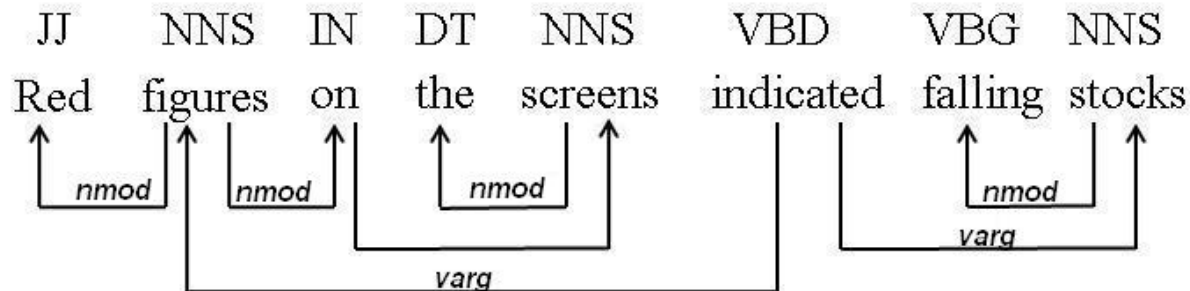 JJ NNS IN DT NNS VBD VBG NNS
Red figures on the screens indicated falling stocks
nmod nmod nmod nmod
varg
varg